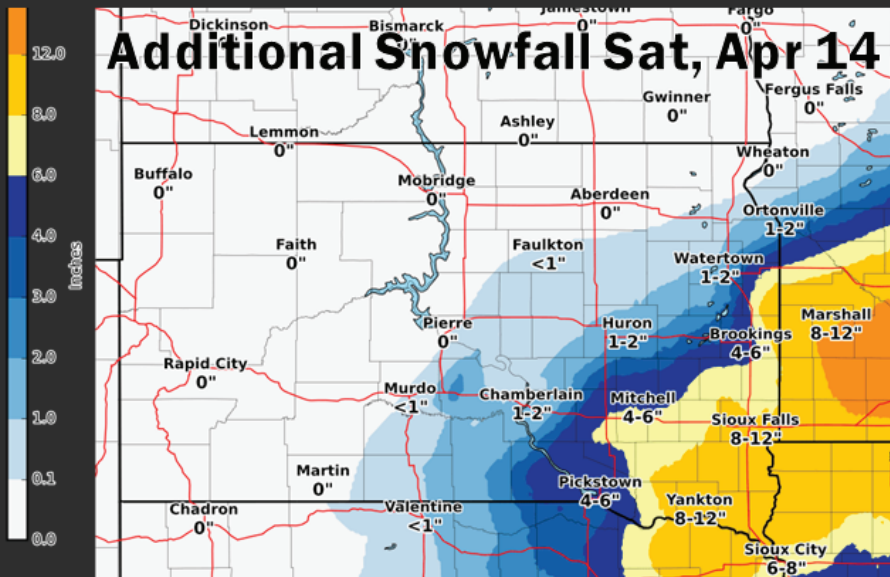 Additional Snowfall Sat, Apr 14
12.0
8.0
6.0
4.0
3.0
2.0
1.0
0.1
0.0
Inches
Dickinson
Bismarck
Jamestown
0"
Fargo
0"
Fergus Falls
0"
Gwinner
0"
Ashley
0"
Lemmon
0"
Wheaton
0"
Buffalo
0"
Mobridge
0"
Aberdeen
0"
Ortonville
1-2"
Faith
0"
Faulkton
<1"
Watertown
1-2"
Pierre
0"
Huron
1-2"
Brookings
4-6"
Marshall
8-12"
Rapid City
0"
Murdo
<1"
Chamberlain
1-2"
Mitchell
4-6"
Sioux Falls
8-12"
Martin
0"
Pickstown
4-6"
Yankton
8-12"
Chadron
0"
Valentine
<1"
Sioux City
6-8"